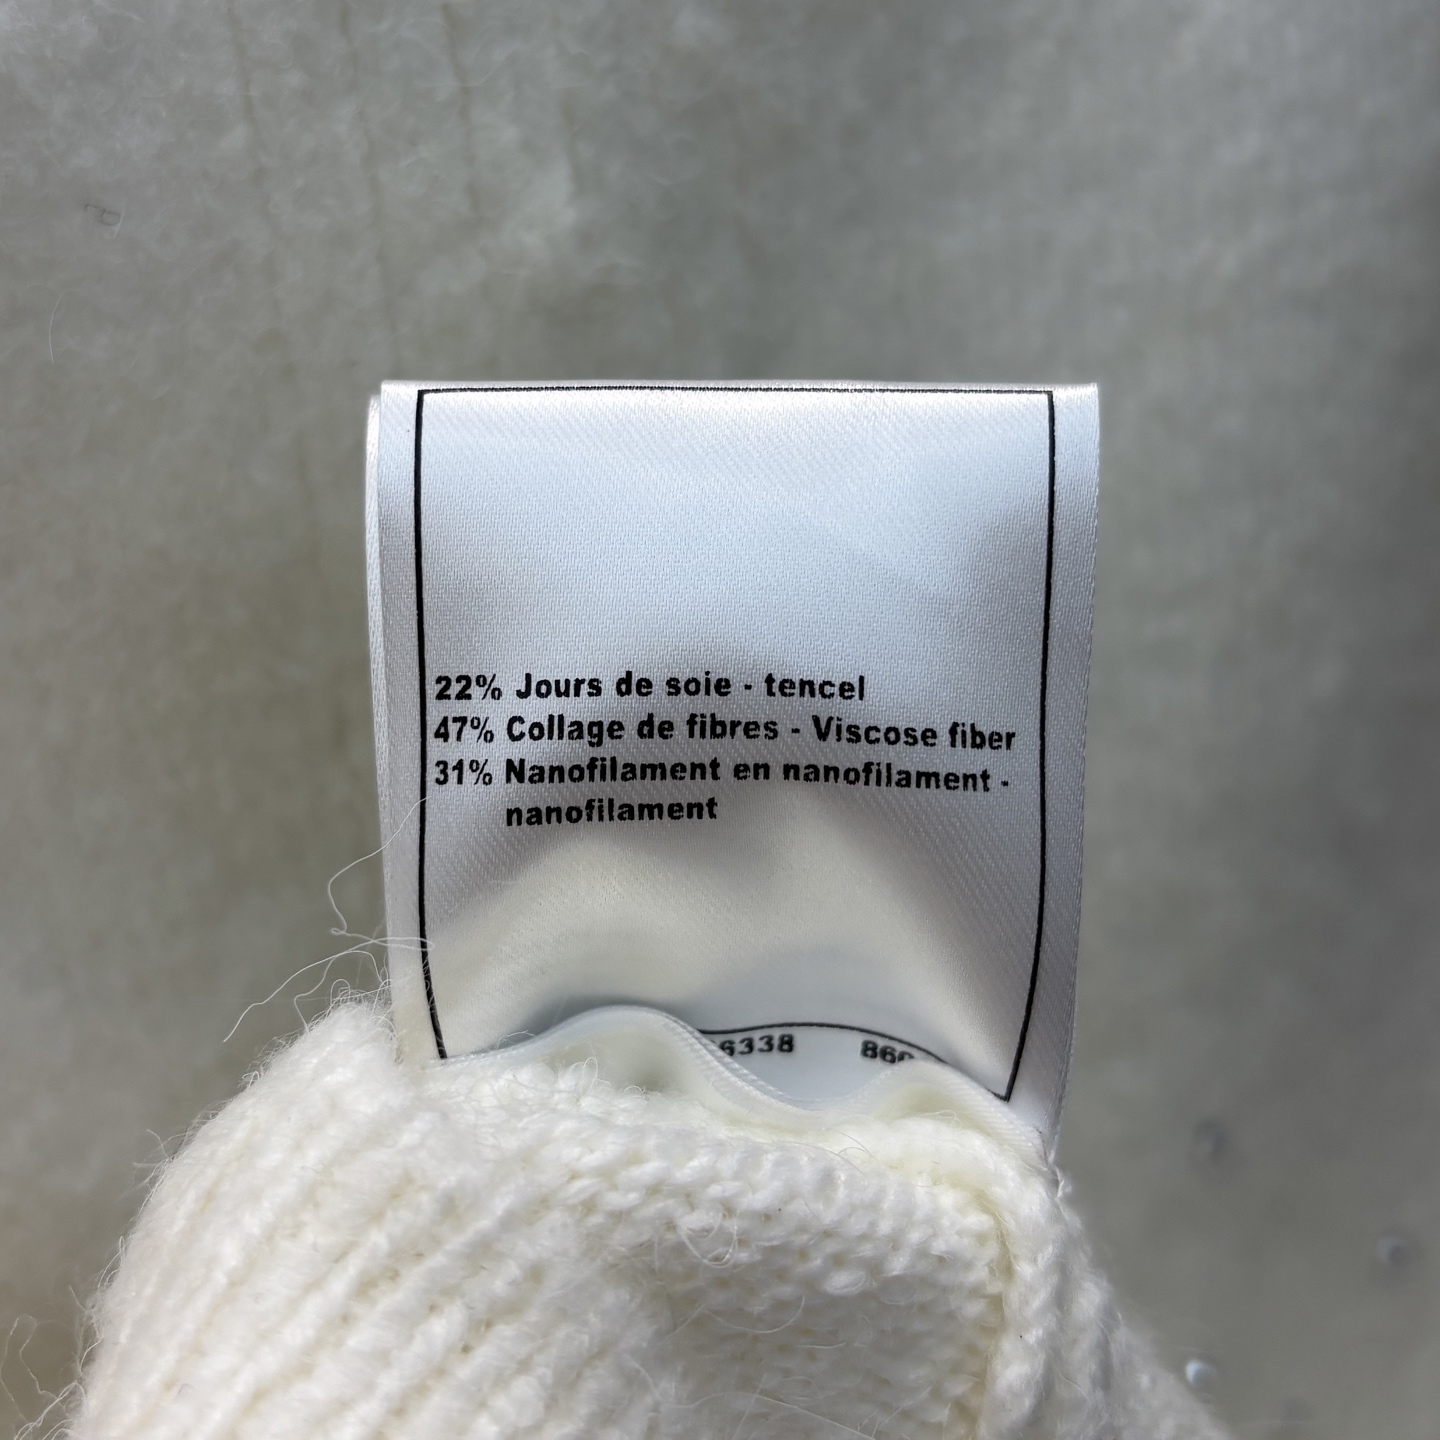 22% Jours de soie - tencel
47% Collage de fibres - Viscose fiber
31% Nanofilament en nanofilament -
nanofilament